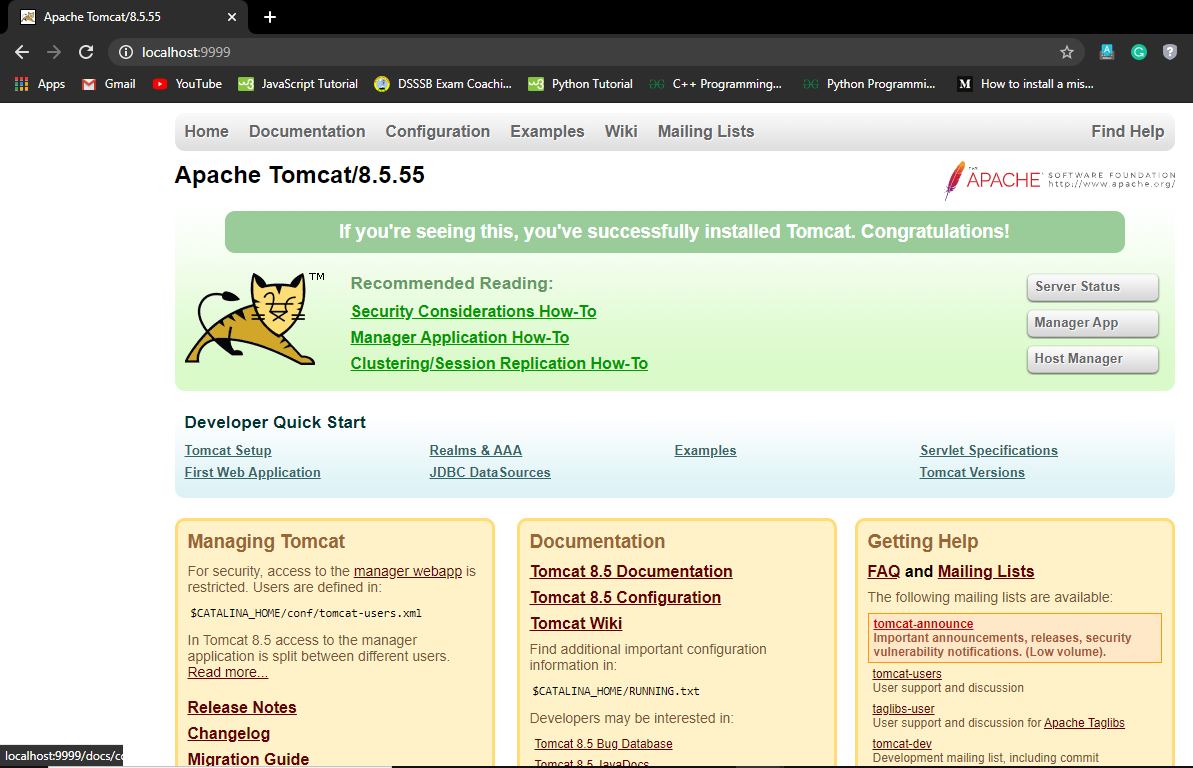 Apache Tomcat/8.5.55
localhost:9999
Apps Gmail YouTube JavaScript Tutorial DSSSB Exam Coachi... Python Tutorial C++ Programming... Python Programmi... How to install a mis...
Home Documentation Configuration Examples Wiki Mailing Lists Find Help
Apache Tomcat/8.5.55
THE
APACHE SOFTWARE FOUNDATION
http://www.apache.org/
If you're seeing this, you've successfully installed Tomcat. Congratulations!
TM
Recommended Reading:
Security Considerations How-To
Manager Application How-To
Clustering/Session Replication How-To
Server Status
Manager App
Host Manager
Developer Quick Start
Tomcat Setup
First Web Application
Realms & AAA
JDBC DataSources
Examples
Servlet Specifications
Tomcat Versions
Managing Tomcat
For security, access to the manager webapp is
restricted. Users are defined in:
$CATALINA_HOME/conf/tomcat-users.xml
In Tomcat 8.5 access to the manager
application is split between different users.
Read more...
Release Notes
Changelog
Migration Guide
Documentation
Tomcat 8.5 Documentation
Tomcat 8.5 Configuration
Tomcat Wiki
Find additional important configuration
information in:
$CATALINA_HOME/RUNNING.txt
Developers may be interested in:
Tomcat 8.5 Bug Database
Tomcat 8.5 JavaDocs
Getting Help
FAQ and Mailing Lists
The following mailing lists are available:
tomcat-announce
Important announcements, releases, security
vulnerability notifications. (Low volume).
tomcat-users
User support and discussion
taglibs-user
User support and discussion for Apache Taglibs
tomcat-dev
Development mailing list, including commit
localhost:9999/docs/co